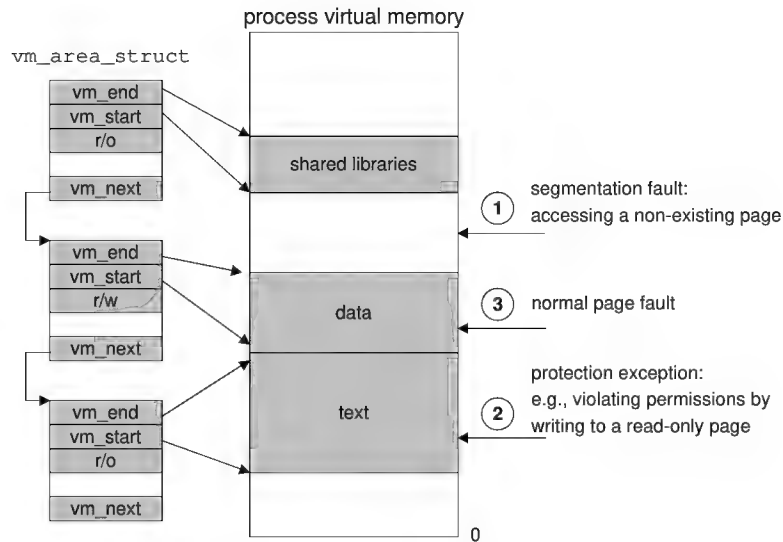 process virtual memory
vm_area_struct
vm_end
vm_start
r/o
vm_next
vm_end
vm_start
r/w
vm_next
vm_end
vm_start
r/o
vm_next
shared libraries
data
text
0
1
segmentation fault:
accessing a non-existing page
3
normal page fault
2
protection exception:
e.g., violating permissions by
writing to a read-only page